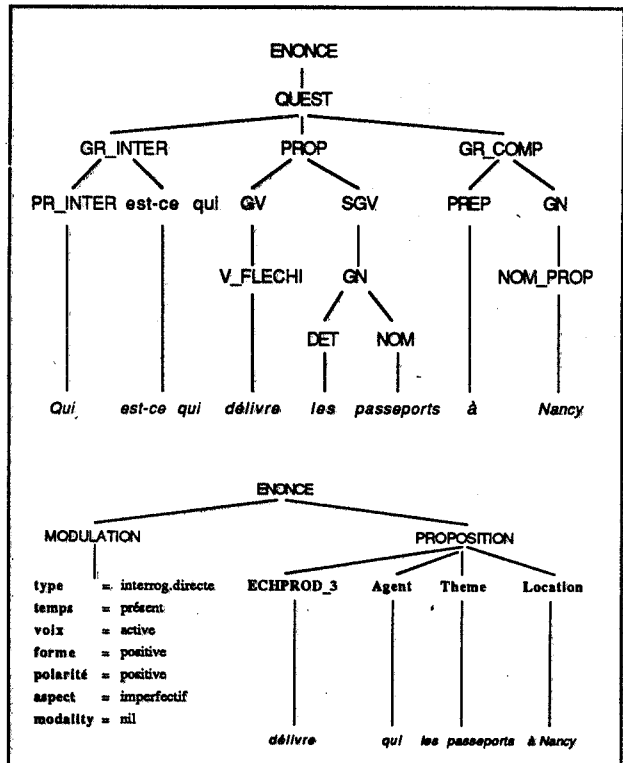 ENONCE
QUEST
GR_INTER PROP GR_COMP
PR_INTER est-ce qui GV SGV PREP GN
V_FLECHI GN NOM_PROP
DET NOM
Qui est-ce qui délivre les passeports à Nancy
ENONCE
MODULATION PROPOSITION
type = interrog.directe ECHPROD_3 Agent Theme Location
temps = présent
voix = active
forme = positive
polarité = positive
aspect = imperfectif
modality = nil
délivre qui les passeports à Nancy